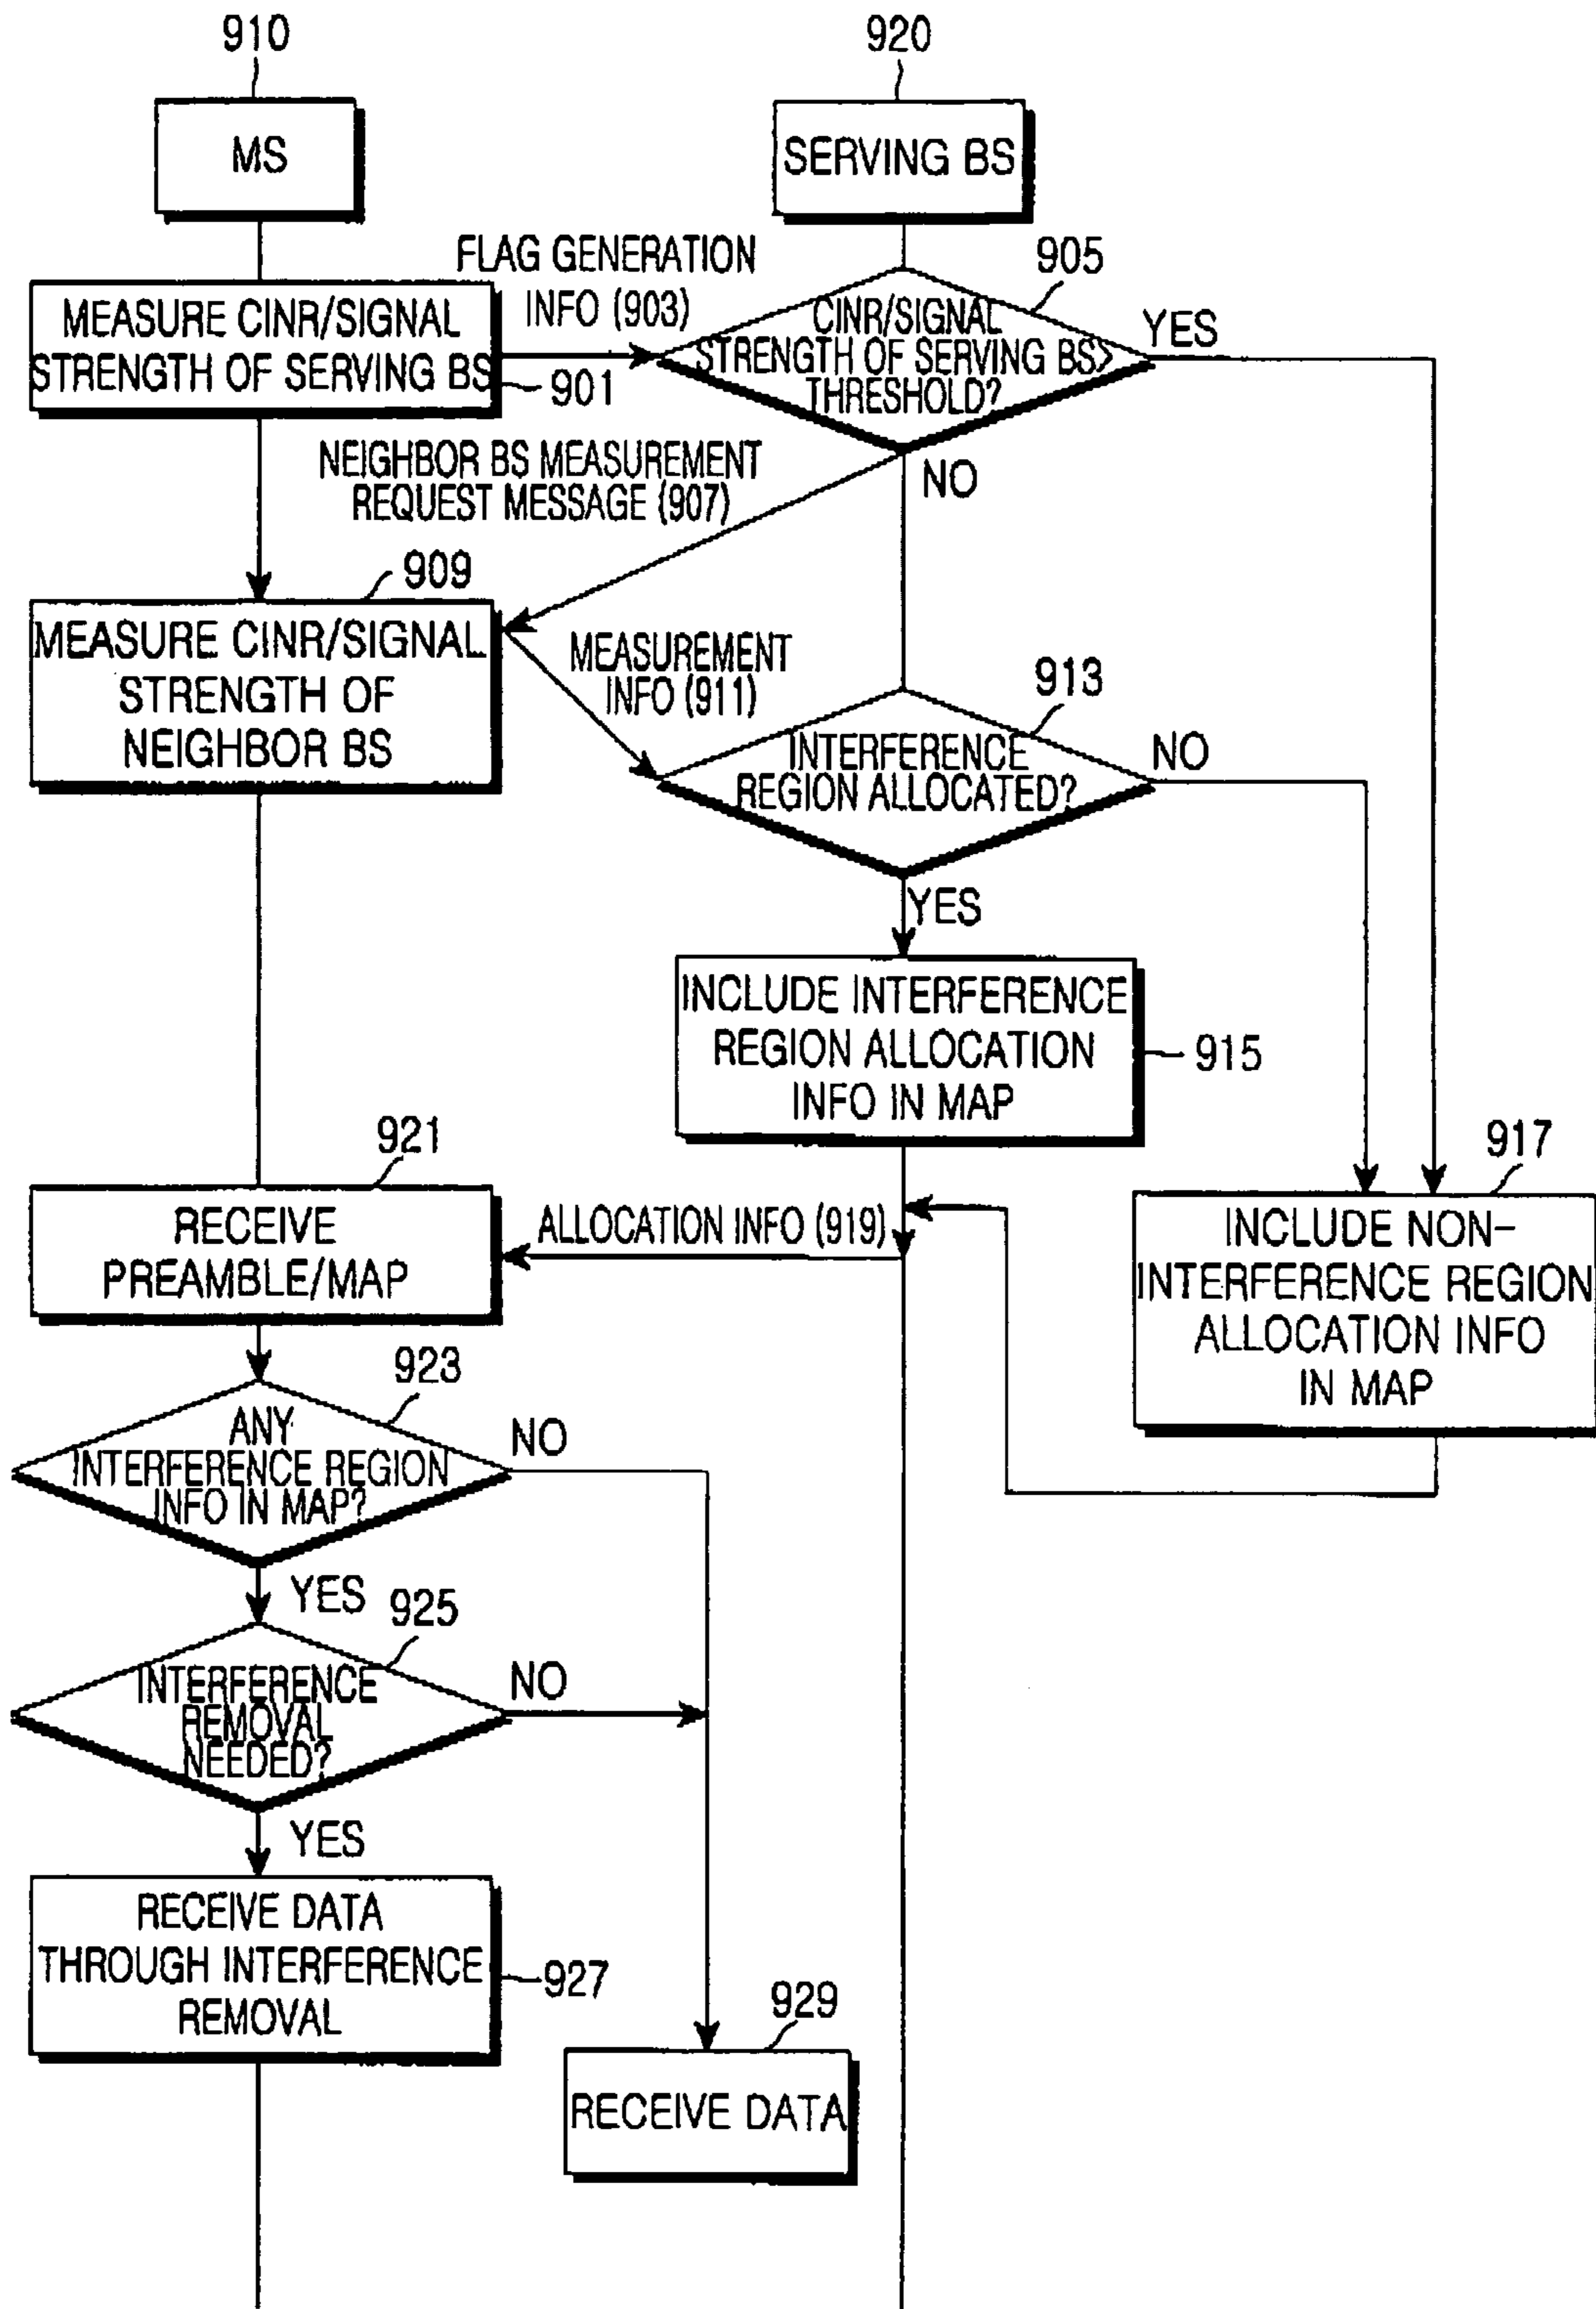 910
920
MS
SERVING BS
FLAG GENERATION
INFO (903)
905
MEASURE CINR/SIGNAL
STRENGTH OF SERVING BS
901
CINR/SIGNAL
STRENGTH OF SERVING BS>
THRESHOLD?
YES
NEIGHBOR BS MEASUREMENT
REQUEST MESSAGE (907)
NO
909
MEASURE CINR/SIGNAL
STRENGTH OF
NEIGHBOR BS
MEASUREMENT
INFO (911)
913
INTERFERENCE
REGION ALLOCATED?
NO
YES
INCLUDE INTERFERENCE
REGION ALLOCATION
INFO IN MAP
915
921
917
RECEIVE
PREAMBLE/MAP
ALLOCATION INFO (919)
INCLUDE NON-
INTERFERENCE REGION
ALLOCATION INFO
IN MAP
923
ANY
INTERFERENCE REGION
INFO IN MAP?
NO
YES
925
INTERFERENCE
REMOVAL
NEEDED?
NO
YES
RECEIVE DATA
THROUGH INTERFERENCE
REMOVAL
927
929
RECEIVE DATA